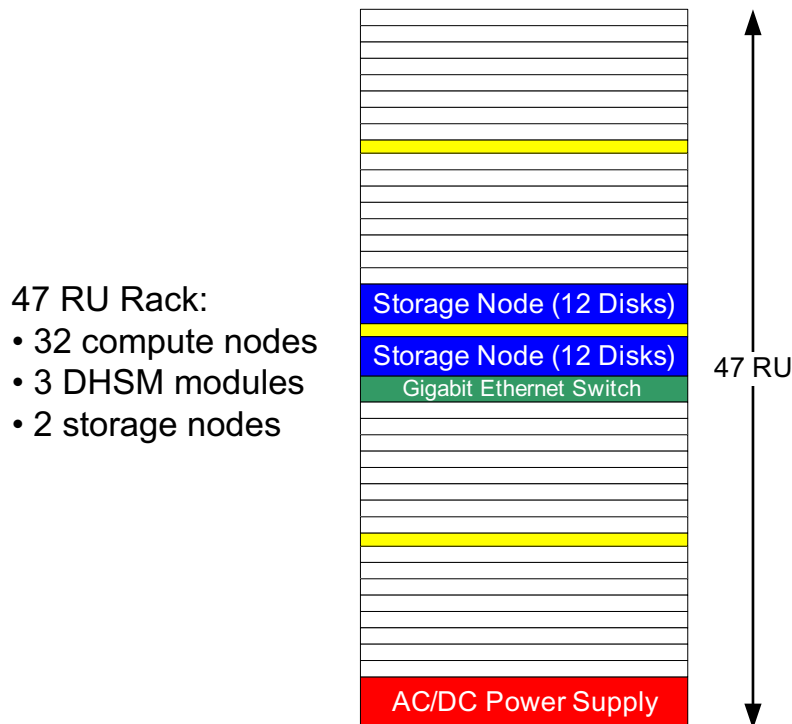 47 RU Rack:
• 32 compute nodes
• 3 DHSM modules
• 2 storage nodes
Storage Node (12 Disks)
Storage Node (12 Disks)
Gigabit Ethernet Switch
AC/DC Power Supply
47 RU